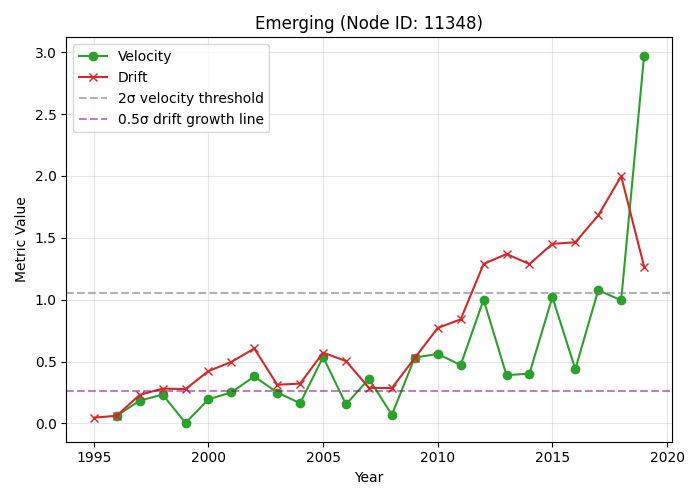 Emerging (Node ID: 11348)
Velocity
Drift
2σ velocity threshold
0.5σ drift growth line
Metric Value
3.0
2.5
2.0
1.5
1.0
0.5
0.0
1995
2000
2005
2010
2015
2020
Year